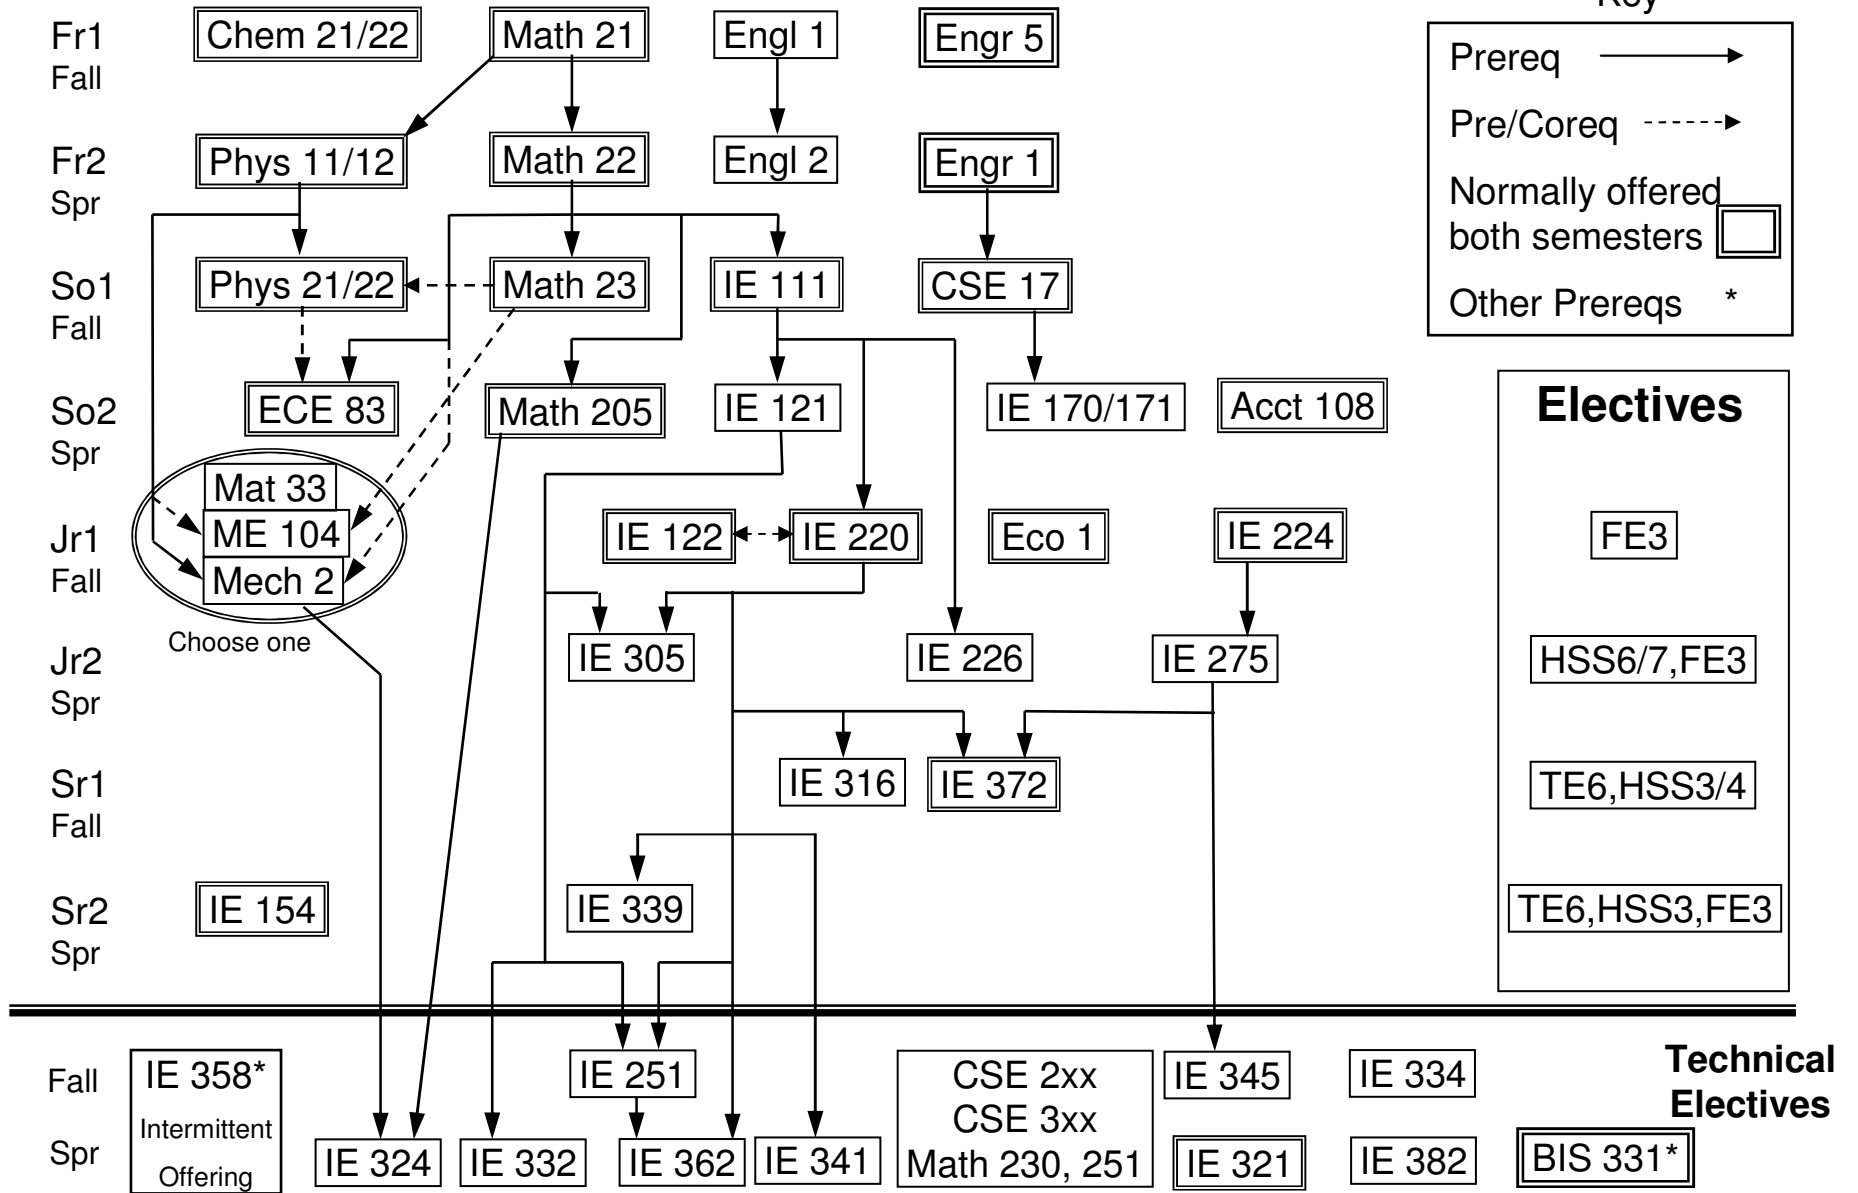 Key
Fr1 Chem 21/22 Math 21 Engl 1 Engr 5
Fall
Prereq
Pre/Coreq
Fr2 Phys 11/12 Math 22 Engl 2 Engr 1
Spr
Normally offered
both semesters
Other Prereqs *
So1 Phys 21/22 Math 23 IE 111 CSE 17
Fall
So2 ECE 83 Math 205 IE 121 IE 170/171 Acct 108
Spr
Electives
Mat 33
ME 104
Mech 2
Choose one
Jr1 IE 122 IE 220 Eco 1 IE 224 FE3
Fall
Jr2 IE 305 IE 226 IE 275 HSS6/7,FE3
Spr
Sr1 IE 316 IE 372 TE6,HSS3/4
Fall
Sr2 IE 154 IE 339 TE6,HSS3,FE3
Spr
Technical
Electives
Fall IE 358* IE 251 CSE 2xx IE 345 IE 334
Intermittent
Offering
CSE 3xx
Spr IE 324 IE 332 IE 362 IE 341 Math 230, 251 IE 321 IE 382 BIS 331*